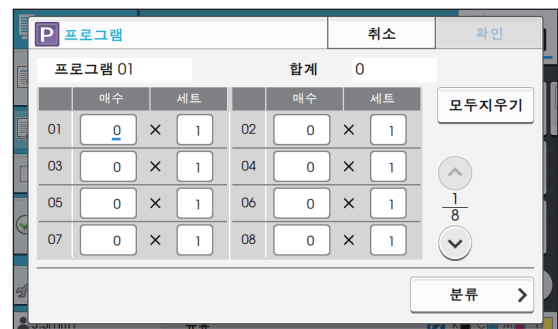 P 프로그램 취소 확인
프로그램 01 합계 0
매수 세트 매수 세트 모두지우기
01 0 × 1 02 0 × 1
03 0 × 1 04 0 × 1
05 0 × 1 06 0 × 1
1
8
07 0 × 1 08 0 × 1
분류